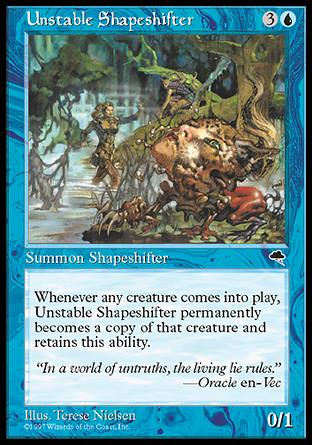 Unstable Shapeshifter 3
Summon Shapeshifter
Whenever any creature comes into play,
Unstable Shapeshifter permanently
becomes a copy of that creature and
retains this ability.
"In a world of untruths, the living lie rules."
—Oracle en-Vec
Illus. Terese Nielsen
©1997 Wizards of the Coast, Inc.
0/1